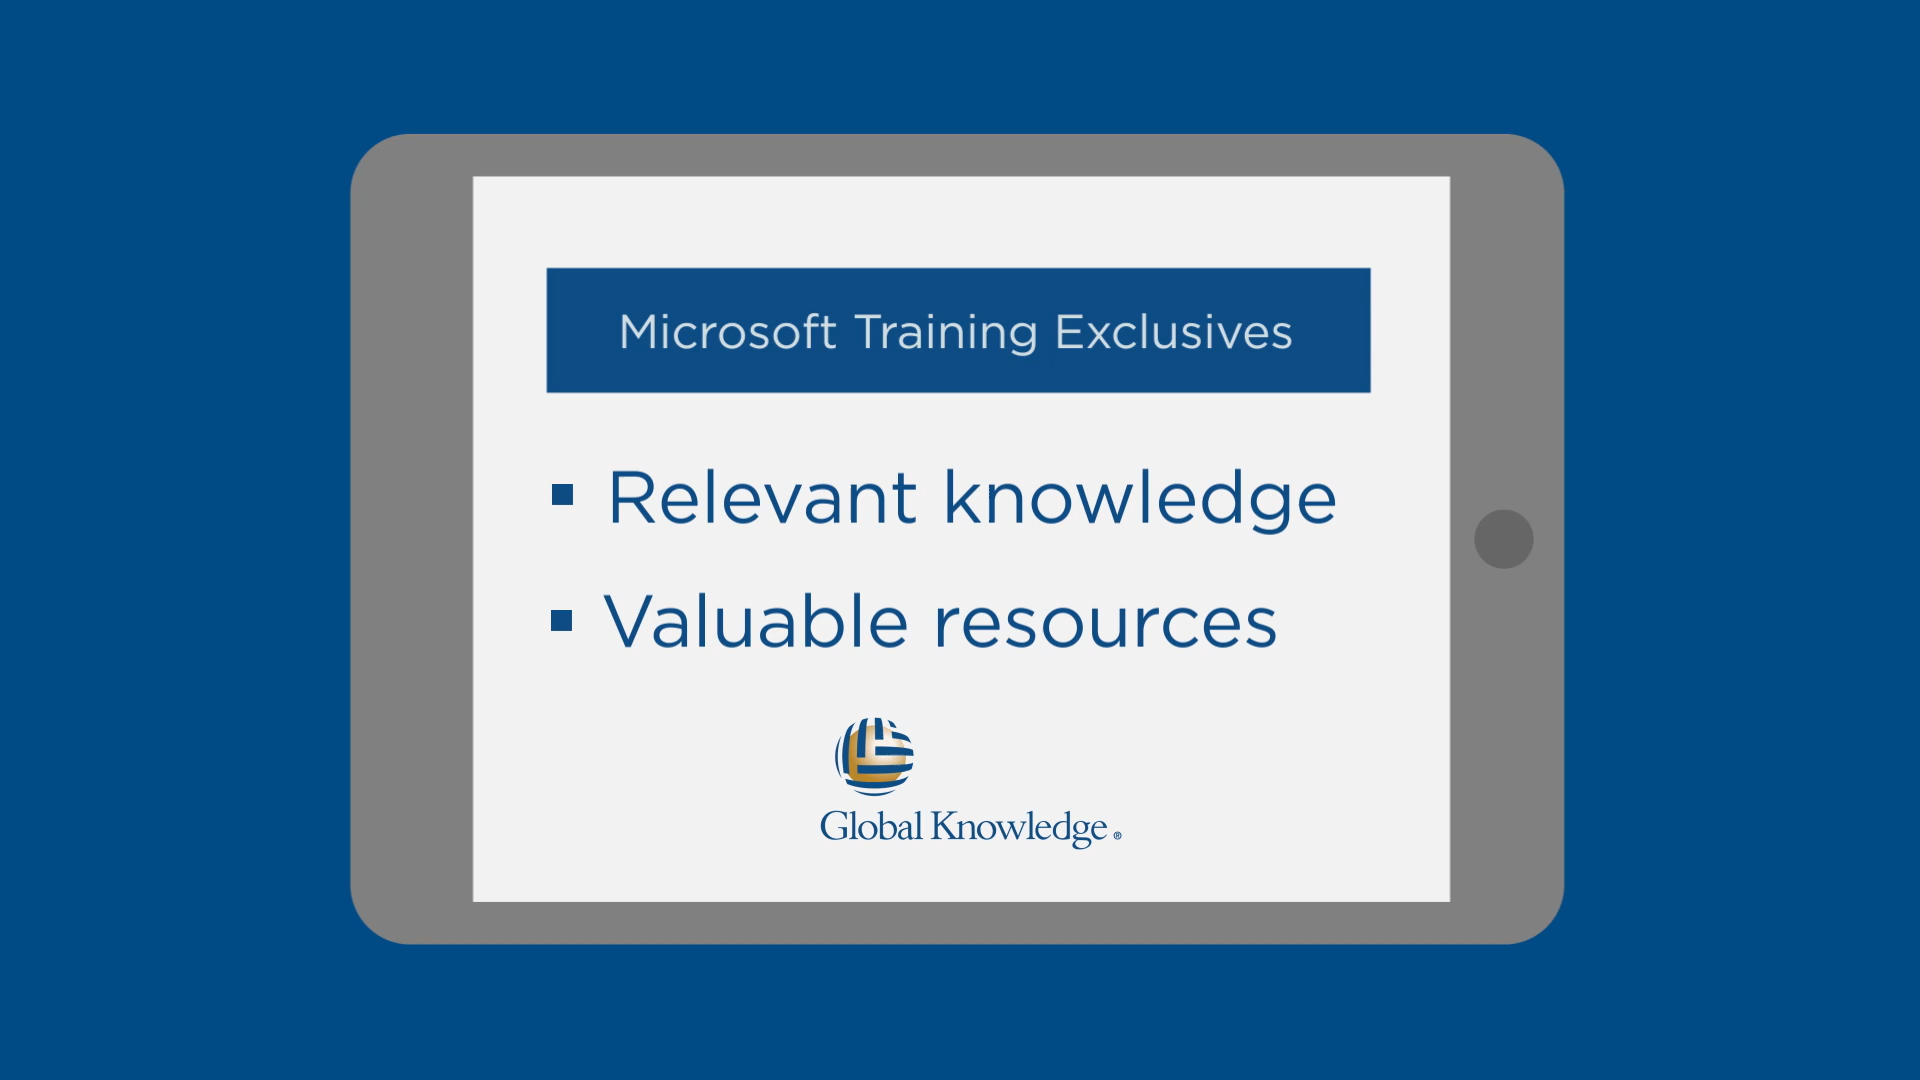 Microsoft Training Exclusives
▪ Relevant knowledge
▪ Valuable resources
Global Knowledge®